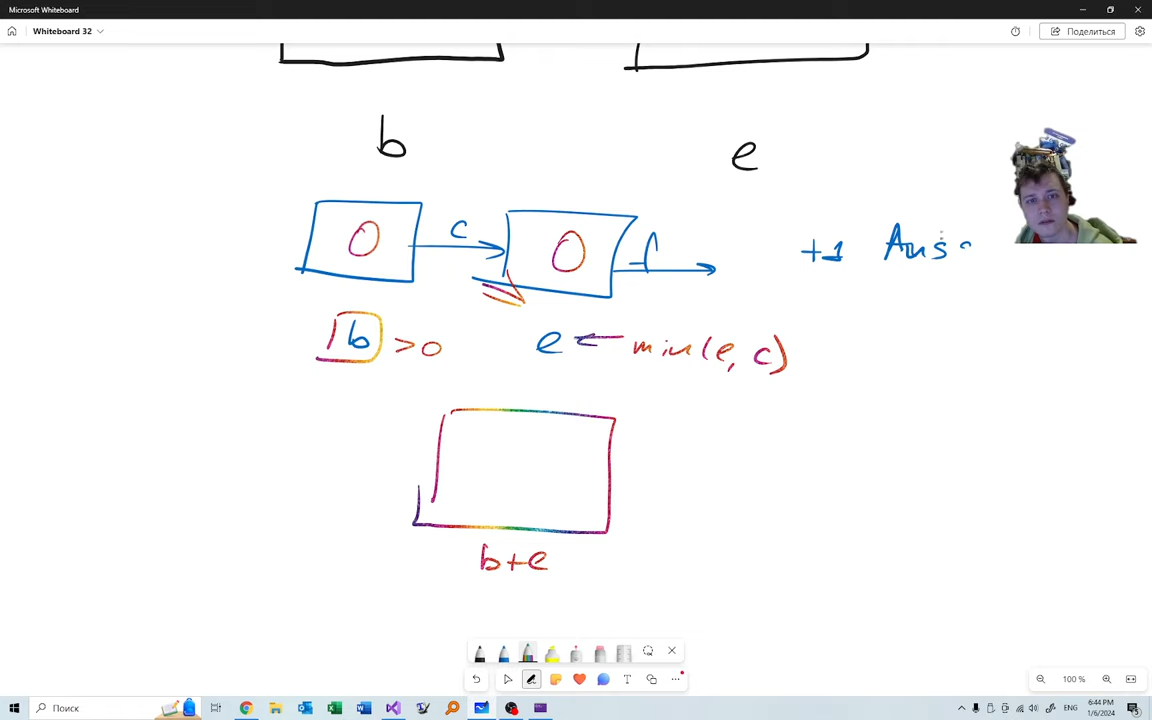 Microsoft Whiteboard
Whiteboard 32
Поделиться
b e
0 c 0 +1
b > 0 e ← min(e, c)
b+e
T
100 %
Поиск
ENG
6:44 PM
1/6/2024
5